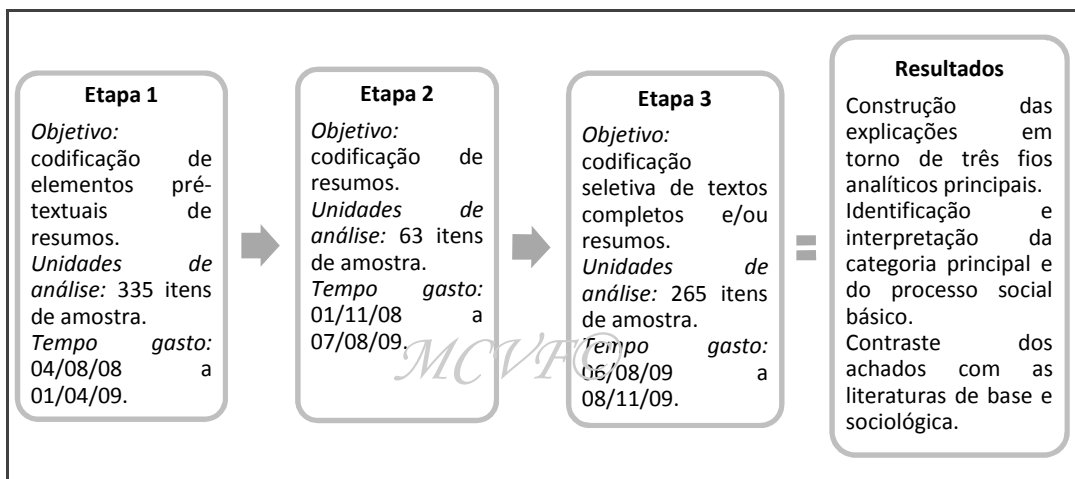 Etapa 1
Objetivo:
codificação de
elementos pré-
textuais de
resumos.
Unidades de
análise: 335 itens
de amostra.
Tempo gasto:
04/08/08 a
01/04/09.
Etapa 2
Objetivo:
codificação de
resumos.
Unidades de
análise: 63 itens
de amostra.
Tempo gasto:
01/11/08 a
07/08/09.
Etapa 3
Objetivo:
codificação
seletiva de textos
completos e/ou
resumos.
Unidades de
análise: 265 itens
de amostra.
Tempo gasto:
06/08/09 a
08/11/09.
Resultados
Construção das
explicações em
torno de três fios
analíticos principais.
Identificação e
interpretação da
categoria principal e
do processo social
básico.
Contraste dos
achados com as
literaturas de base e
sociológica.
MCVF©